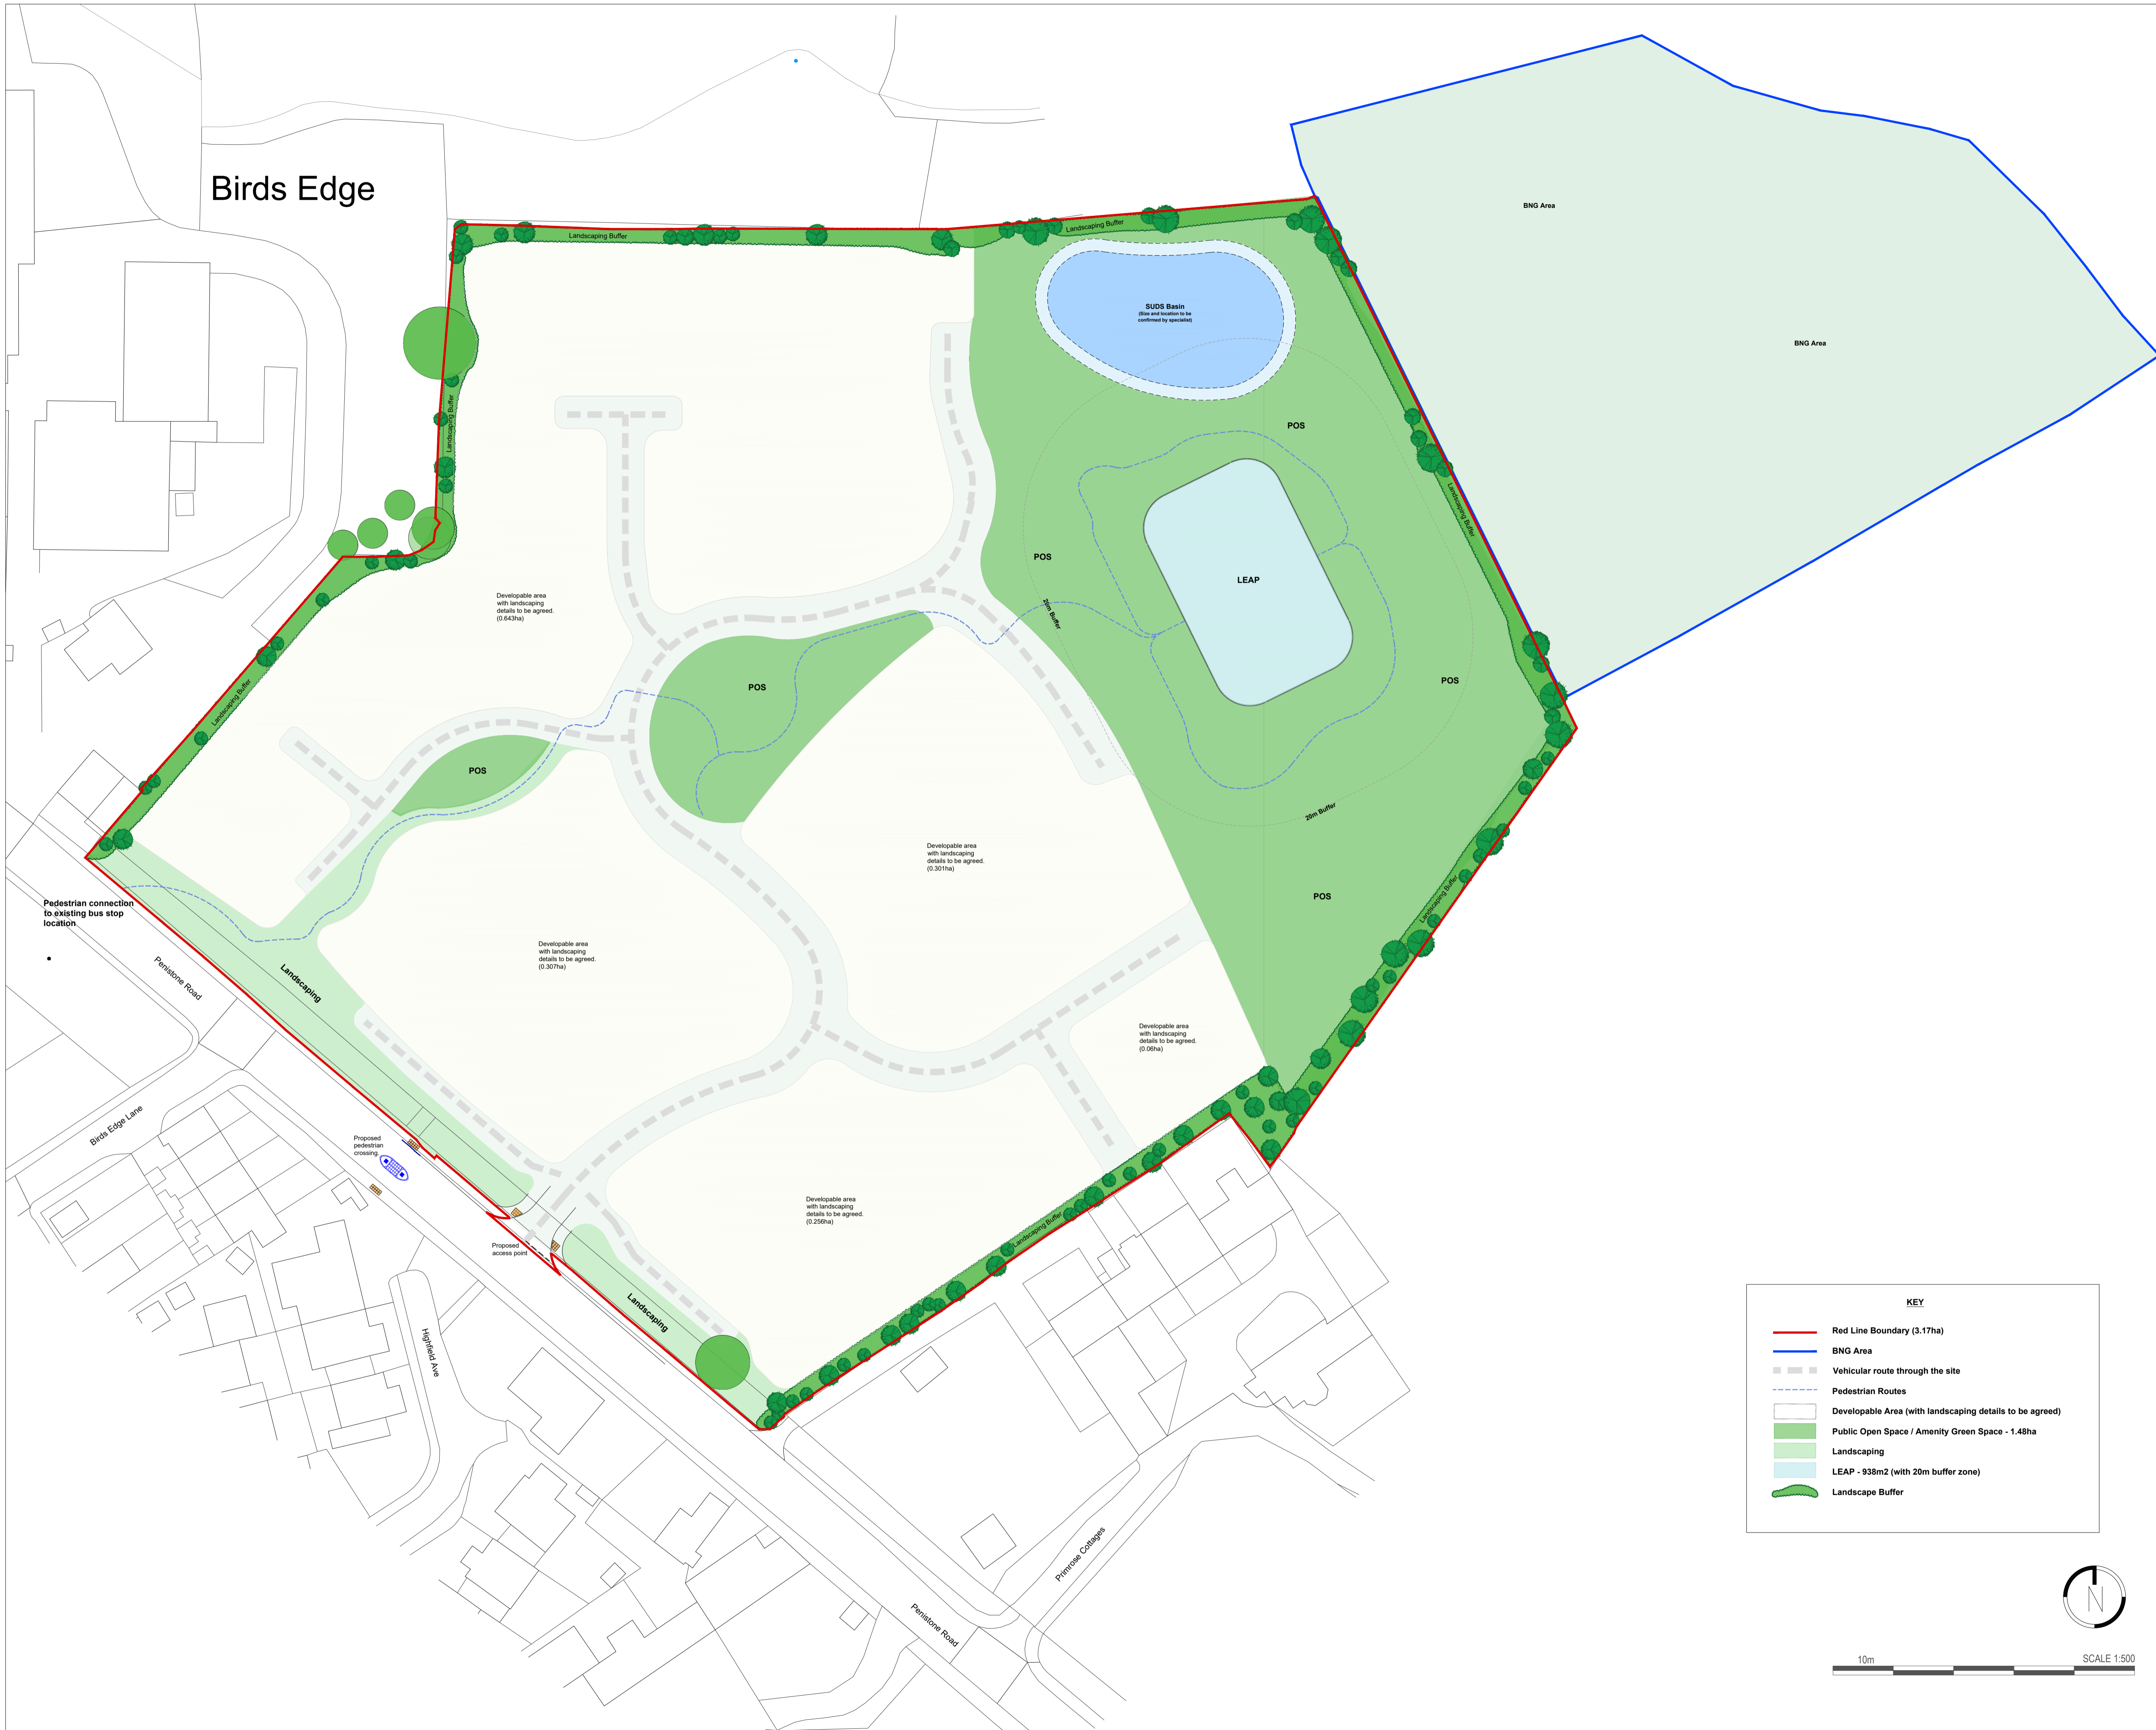 Birds Edge
BNG Area
BNG Area
Landscaping Buffer
Landscaping Buffer
SUDS Basin
(Size and location to be
confirmed by specialist)
Landscaping Buffer
POS
Landscaping Buffer
POS
LEAP
20m Buffer
Developable area
with landscaping
details to be agreed.
(0.643ha)
POS
POS
Landscaping Buffer
POS
20m Buffer
Developable area
with landscaping
details to be agreed.
(0.301ha)
POS
Landscaping Buffer
Pedestrian connection
to existing bus stop
location
Penistone Road
Landscaping
Developable area
with landscaping
details to be agreed.
(0.307ha)
Developable area
with landscaping
details to be agreed.
(0.06ha)
Birds Edge Lane
Proposed
pedestrian
crossing
Developable area
with landscaping
details to be agreed.
(0.256ha)
Landscaping Buffer
Proposed
access point
Landscaping
Highfield Ave
Primrose Cottages
Penistone Road
KEY
Red Line Boundary (3.17ha)
BNG Area
Vehicular route through the site
Pedestrian Routes
Developable Area (with landscaping details to be agreed)
Public Open Space / Amenity Green Space - 1.48ha
Landscaping
LEAP - 938m2 (with 20m buffer zone)
Landscape Buffer
N
10m
SCALE 1:500